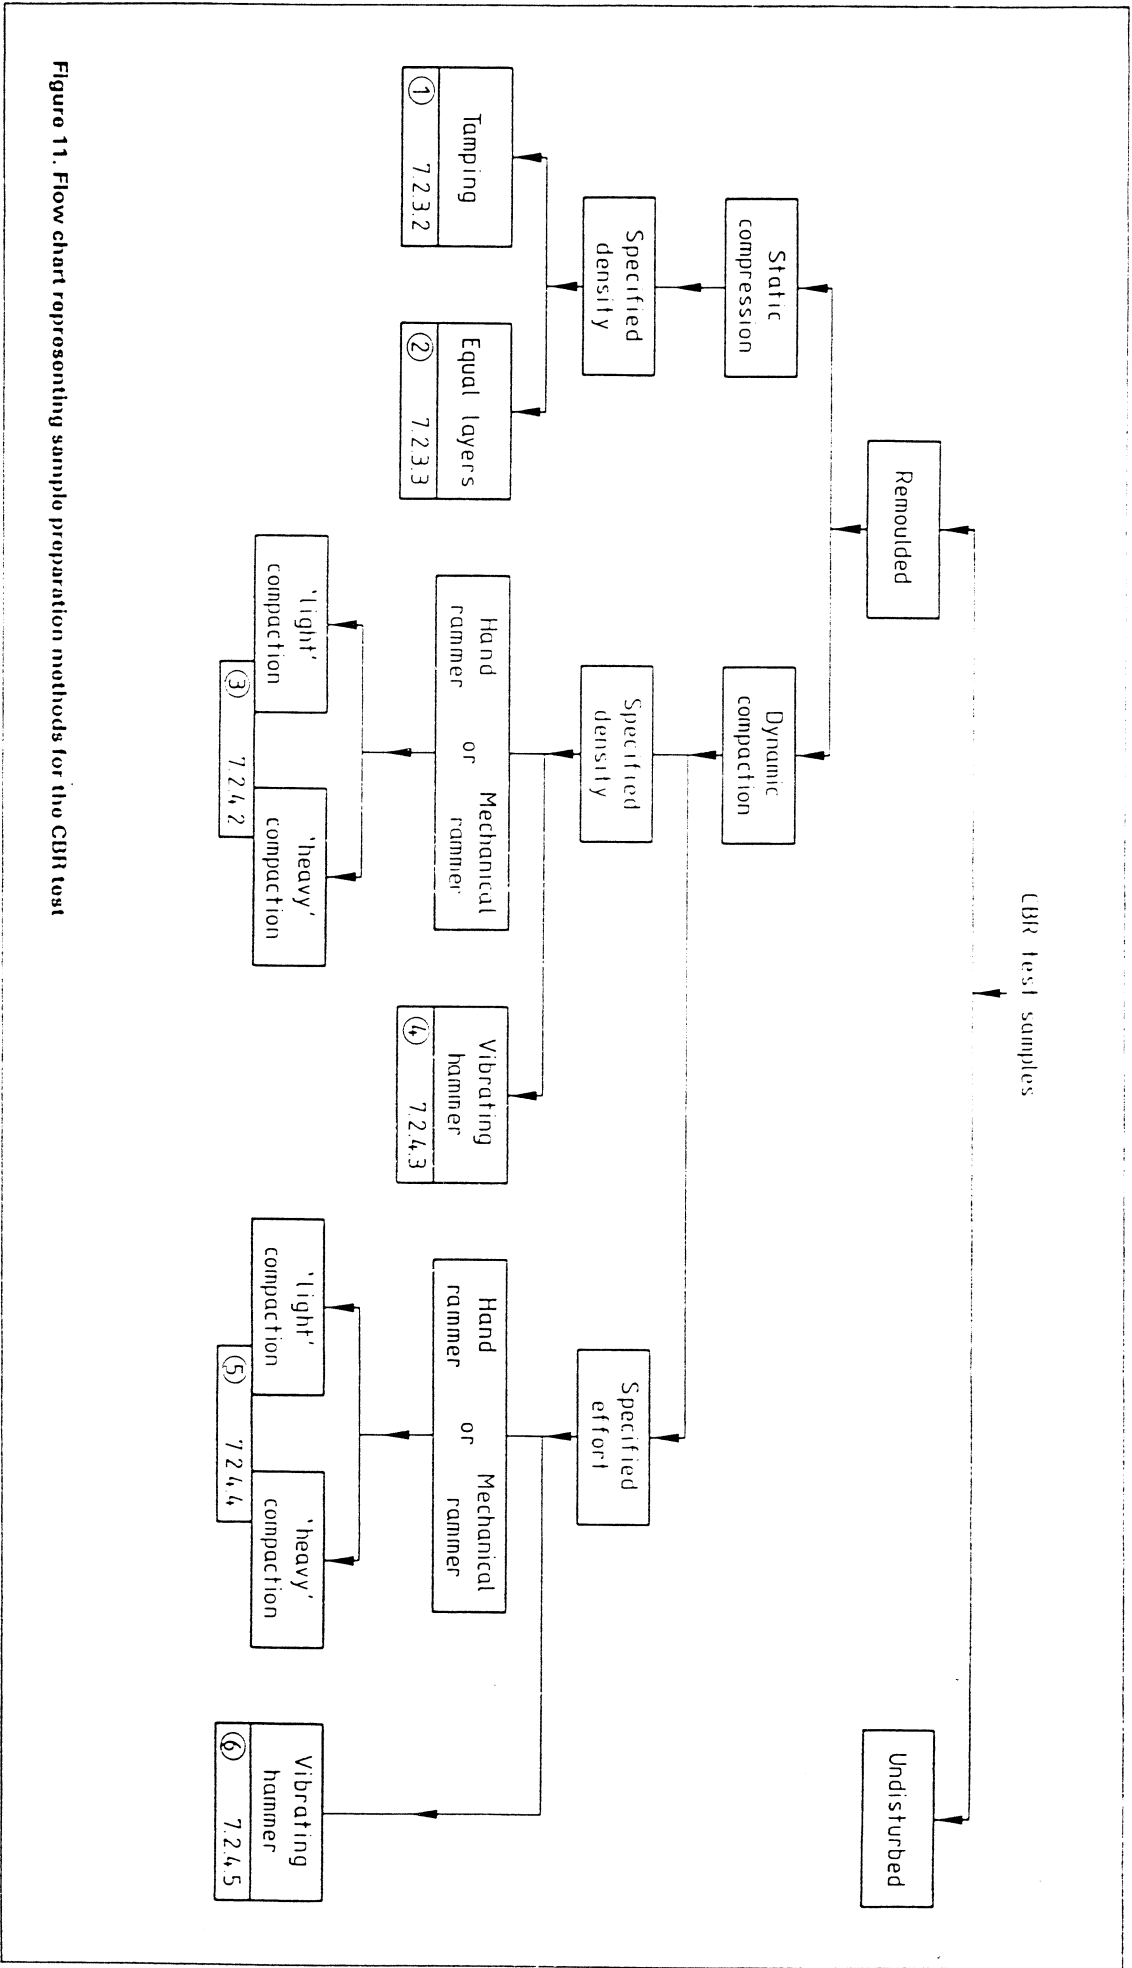 CBR test samples
Remoulded
Undisturbed
Static
compression
Dynamic
compaction
Specified
density
Specified
density
Specified
effort
Tamping
① 7.2.3.2
Equal layers
② 7.2.3.3
Hand or Mechanical
rammer rammer
Vibrating
hammer
④ 7.2.4.3
Hand or Mechanical
rammer rammer
'light'
compaction
'heavy'
compaction
③ 7.2.4.2
'light'
compaction
'heavy'
compaction
⑤ 7.2.4.4
Vibrating
hammer
⑥ 7.2.4.5
Figure 11. Flow chart representing sample preparation methods for the CBR test